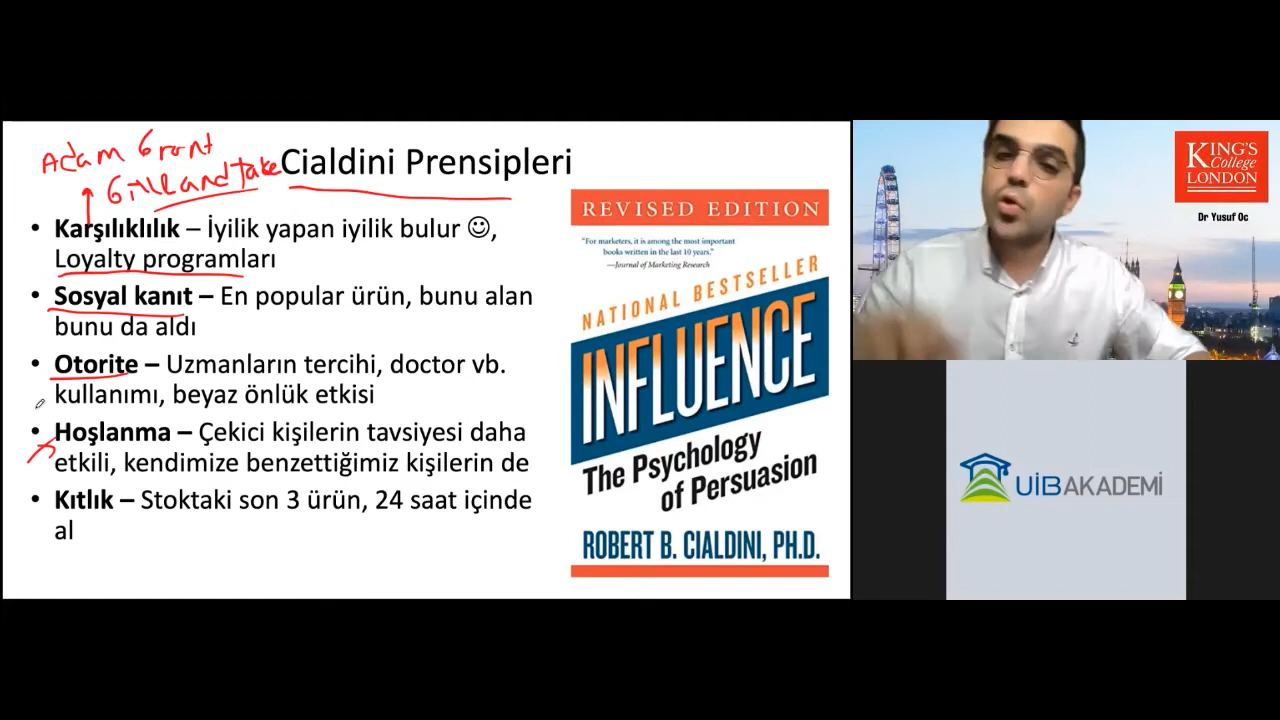 Adam Grant
Give and Take
Cialdini Prensipleri
• Karşılıklılık – İyilik yapan iyilik bulur ☺,
Loyalty programları
• Sosyal kanıt – En popular ürün, bunu alan
bunu da aldı
• Otorite – Uzmanların tercihi, doctor vb.
kullanımı, beyaz önlük etkisi
• Hoşlanma – Çekici kişilerin tavsiyesi daha
etkili, kendimize benzettiğimiz kişilerin de
• Kıtlık – Stoktaki son 3 ürün, 24 saat içinde
al
REVISED EDITION
"For marketers, it is among the most important
books written in the last 10 years."
—Journal of Marketing Research
NATIONAL BESTSELLER
INFLUENCE
The Psychology
of Persuasion
ROBERT B. CIALDINI, PH.D.
KING'S
College
LONDON
Dr Yusuf Oc
UİB AKADEMİ